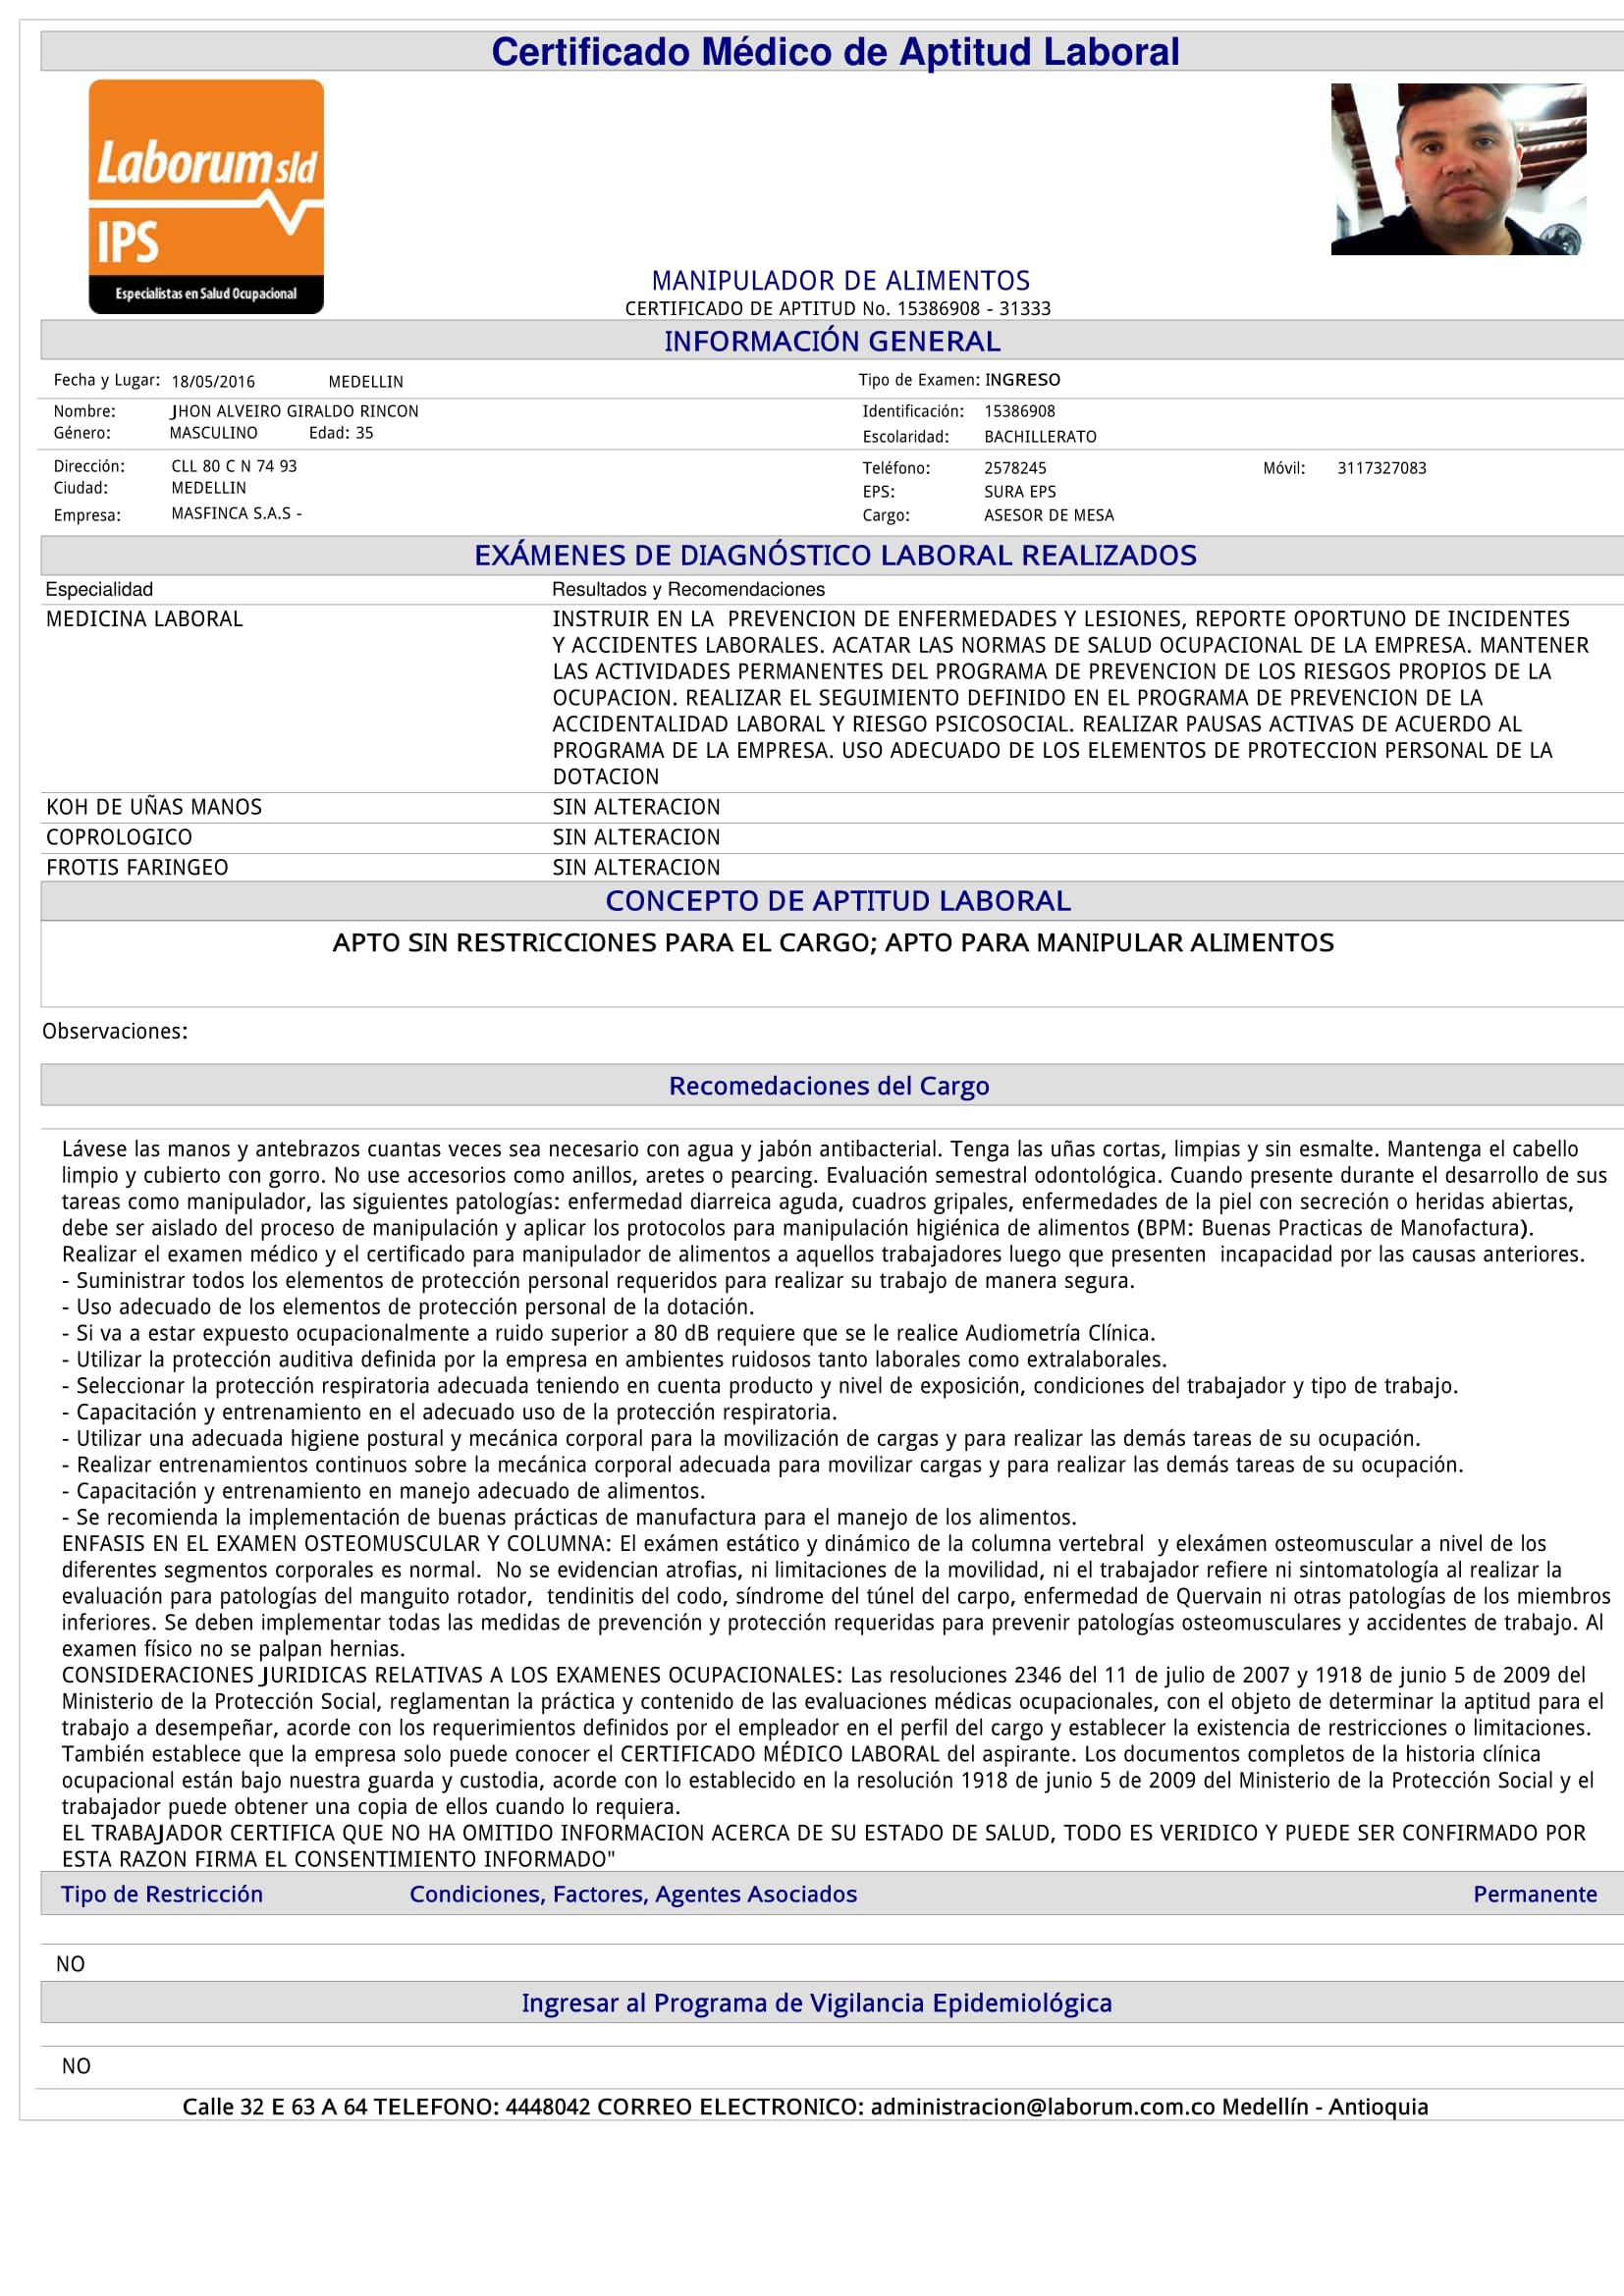 Certificado Médico de Aptitud Laboral
Laborum sld
IPS
Especialistas en Salud Ocupacional
MANIPULADOR DE ALIMENTOS
CERTIFICADO DE APTITUD No. 15386908 - 31333
INFORMACIÓN GENERAL
Fecha y Lugar: 18/05/2016 MEDELLIN Tipo de Examen: INGRESO
Nombre: JHON ALVEIRO GIRALDO RINCON Identificación: 15386908
Género: MASCULINO Edad: 35 Escolaridad: BACHILLERATO
Dirección: CLL 80 C N 74 93 Teléfono: 2578245 Móvil: 3117327083
Ciudad: MEDELLIN EPS: SURA EPS
Empresa: MASFINCA S.A.S - Cargo: ASESOR DE MESA
EXÁMENES DE DIAGNÓSTICO LABORAL REALIZADOS
Especialidad Resultados y Recomendaciones
MEDICINA LABORAL INSTRUIR EN LA PREVENCION DE ENFERMEDADES Y LESIONES, REPORTE OPORTUNO DE INCIDENTES
Y ACCIDENTES LABORALES. ACATAR LAS NORMAS DE SALUD OCUPACIONAL DE LA EMPRESA. MANTENER
LAS ACTIVIDADES PERMANENTES DEL PROGRAMA DE PREVENCION DE LOS RIESGOS PROPIOS DE LA
OCUPACION. REALIZAR EL SEGUIMIENTO DEFINIDO EN EL PROGRAMA DE PREVENCION DE LA
ACCIDENTALIDAD LABORAL Y RIESGO PSICOSOCIAL. REALIZAR PAUSAS ACTIVAS DE ACUERDO AL
PROGRAMA DE LA EMPRESA. USO ADECUADO DE LOS ELEMENTOS DE PROTECCION PERSONAL DE LA
DOTACION
KOH DE UÑAS MANOS SIN ALTERACION
COPROLOGICO SIN ALTERACION
FROTIS FARINGEO SIN ALTERACION
CONCEPTO DE APTITUD LABORAL
APTO SIN RESTRICCIONES PARA EL CARGO; APTO PARA MANIPULAR ALIMENTOS
Observaciones:
Recomedaciones del Cargo
Lávese las manos y antebrazos cuantas veces sea necesario con agua y jabón antibacterial. Tenga las uñas cortas, limpias y sin esmalte. Mantenga el cabello
limpio y cubierto con gorro. No use accesorios como anillos, aretes o pearcing. Evaluación semestral odontológica. Cuando presente durante el desarrollo de sus
tareas como manipulador, las siguientes patologías: enfermedad diarreica aguda, cuadros gripales, enfermedades de la piel con secreción o heridas abiertas,
debe ser aislado del proceso de manipulación y aplicar los protocolos para manipulación higiénica de alimentos (BPM: Buenas Practicas de Manofactura).
Realizar el examen médico y el certificado para manipulador de alimentos a aquellos trabajadores luego que presenten incapacidad por las causas anteriores.
- Suministrar todos los elementos de protección personal requeridos para realizar su trabajo de manera segura.
- Uso adecuado de los elementos de protección personal de la dotación.
- Si va a estar expuesto ocupacionalmente a ruido superior a 80 dB requiere que se le realice Audiometría Clínica.
- Utilizar la protección auditiva definida por la empresa en ambientes ruidosos tanto laborales como extralaborales.
- Seleccionar la protección respiratoria adecuada teniendo en cuenta producto y nivel de exposición, condiciones del trabajador y tipo de trabajo.
- Capacitación y entrenamiento en el adecuado uso de la protección respiratoria.
- Utilizar una adecuada higiene postural y mecánica corporal para la movilización de cargas y para realizar las demás tareas de su ocupación.
- Realizar entrenamientos continuos sobre la mecánica corporal adecuada para movilizar cargas y para realizar las demás tareas de su ocupación.
- Capacitación y entrenamiento en manejo adecuado de alimentos.
- Se recomienda la implementación de buenas prácticas de manufactura para el manejo de los alimentos.
ENFASIS EN EL EXAMEN OSTEOMUSCULAR Y COLUMNA: El exámen estático y dinámico de la columna vertebral y elexámen osteomuscular a nivel de los
diferentes segmentos corporales es normal. No se evidencian atrofias, ni limitaciones de la movilidad, ni el trabajador refiere ni sintomatología al realizar la
evaluación para patologías del manguito rotador, tendinitis del codo, síndrome del túnel del carpo, enfermedad de Quervain ni otras patologías de los miembros
inferiores. Se deben implementar todas las medidas de prevención y protección requeridas para prevenir patologías osteomusculares y accidentes de trabajo. Al
examen físico no se palpan hernias.
CONSIDERACIONES JURIDICAS RELATIVAS A LOS EXAMENES OCUPACIONALES: Las resoluciones 2346 del 11 de julio de 2007 y 1918 de junio 5 de 2009 del
Ministerio de la Protección Social, reglamentan la práctica y contenido de las evaluaciones médicas ocupacionales, con el objeto de determinar la aptitud para el
trabajo a desempeñar, acorde con los requerimientos definidos por el empleador en el perfil del cargo y establecer la existencia de restricciones o limitaciones.
También establece que la empresa solo puede conocer el CERTIFICADO MÉDICO LABORAL del aspirante. Los documentos completos de la historia clínica
ocupacional están bajo nuestra guarda y custodia, acorde con lo establecido en la resolución 1918 de junio 5 de 2009 del Ministerio de la Protección Social y el
trabajador puede obtener una copia de ellos cuando lo requiera.
EL TRABAJADOR CERTIFICA QUE NO HA OMITIDO INFORMACION ACERCA DE SU ESTADO DE SALUD, TODO ES VERIDICO Y PUEDE SER CONFIRMADO POR
ESTA RAZON FIRMA EL CONSENTIMIENTO INFORMADO"
Tipo de Restricción Condiciones, Factores, Agentes Asociados Permanente
NO
Ingresar al Programa de Vigilancia Epidemiológica
NO
Calle 32 E 63 A 64 TELEFONO: 4448042 CORREO ELECTRONICO: administracion@laborum.com.co Medellín - Antioquia